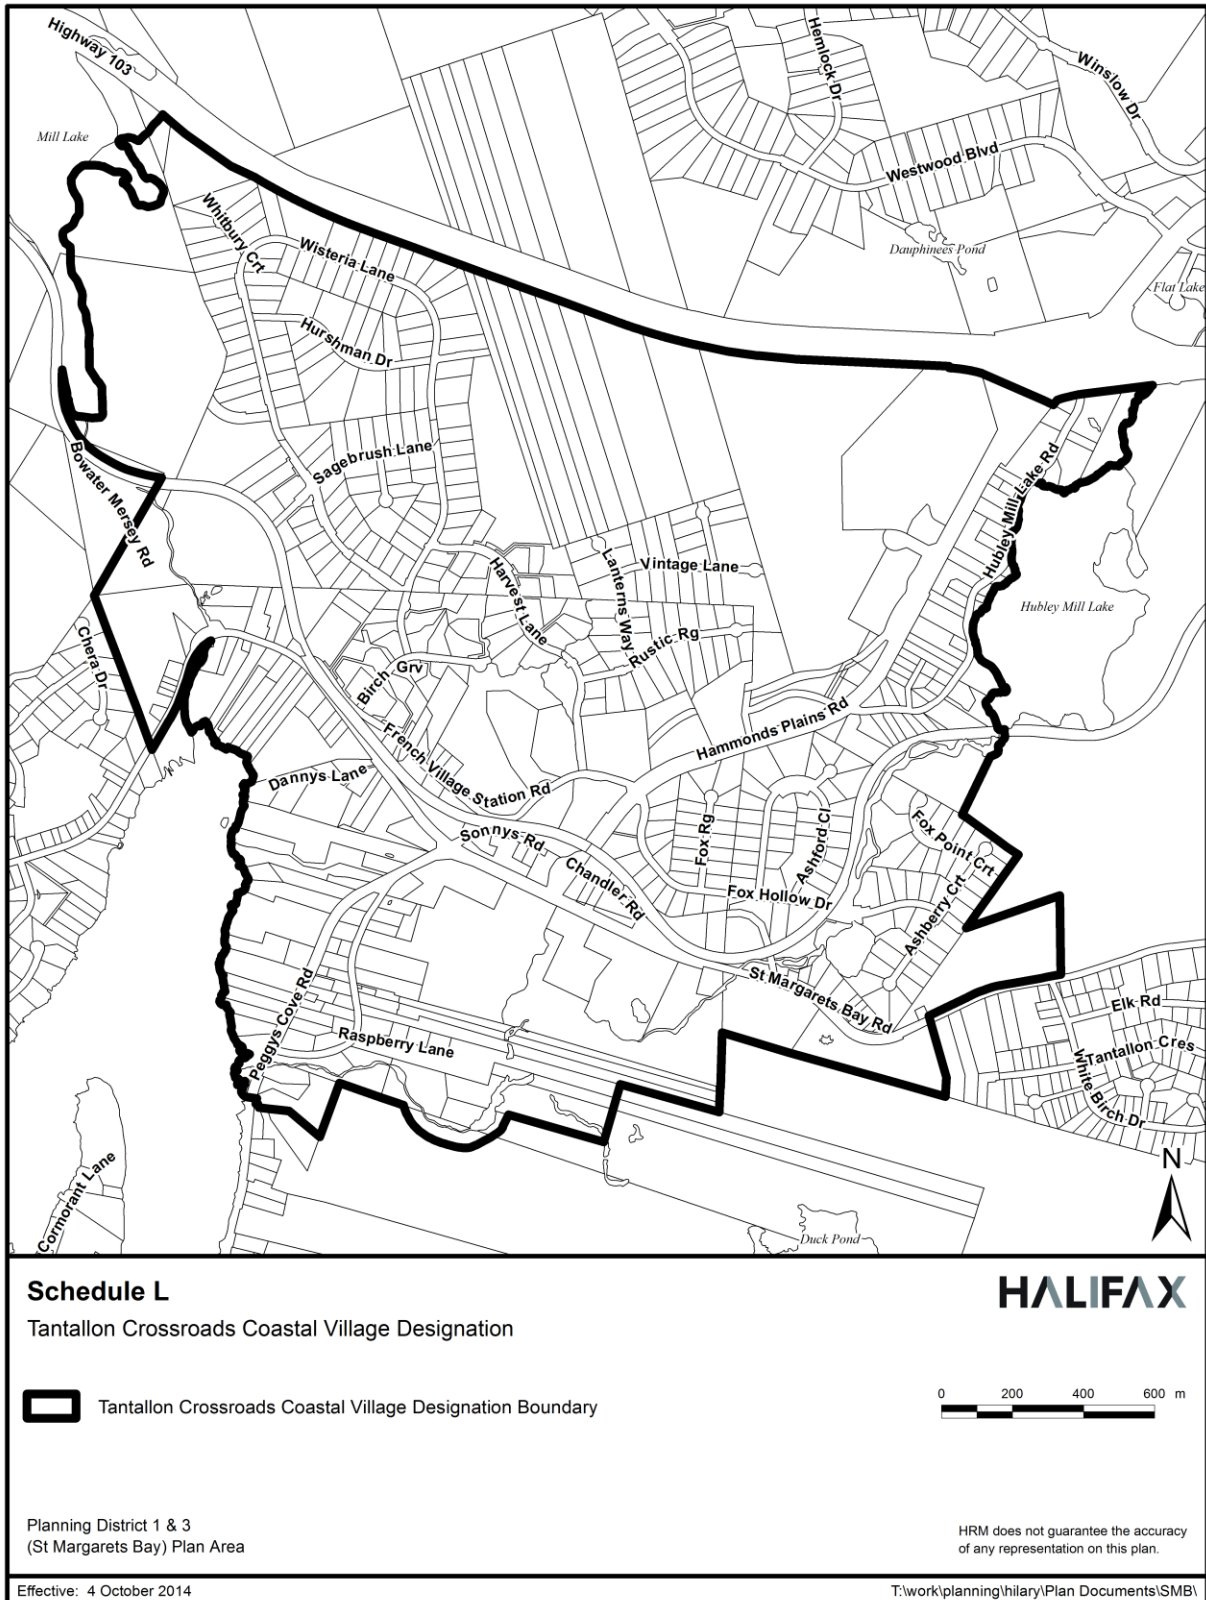 Highway 103
Hemlock Dr
Winslow Dr
Mill Lake
Westwood Blvd
Whitbury Crt
Wisteria Lane
Dauphinees Pond
Flat Lake
Hurshman Dr
Sagebrush Lane
Bowater Mersey Rd
Hubley Mill Lake Rd
Harvest Lane
Lanterns Way
Vintage Lane
Hubley Mill Lake
Chera Dr
Rustic Rg
Birch Grv
Hammonds Plains Rd
French Village Station Rd
Dannys Lane
Sonnys Rd
Chandler Rd
Fox Rg
Ashford Cl
Fox Point Crt
Fox Hollow Dr
Ashberry Crt
St Margarets Bay Rd
Peggys Cove Rd
Raspberry Lane
Elk Rd
Tantallon Cres
White Birch Dr
Cormorant Lane
Duck Pond
N
Schedule L
HALIFAX
Tantallon Crossroads Coastal Village Designation
Tantallon Crossroads Coastal Village Designation Boundary
0 200 400 600 m
Planning District 1 & 3
(St Margarets Bay) Plan Area
HRM does not guarantee the accuracy
of any representation on this plan.
Effective: 4 October 2014
T:\work\planning\hilary\Plan Documents\SMB\